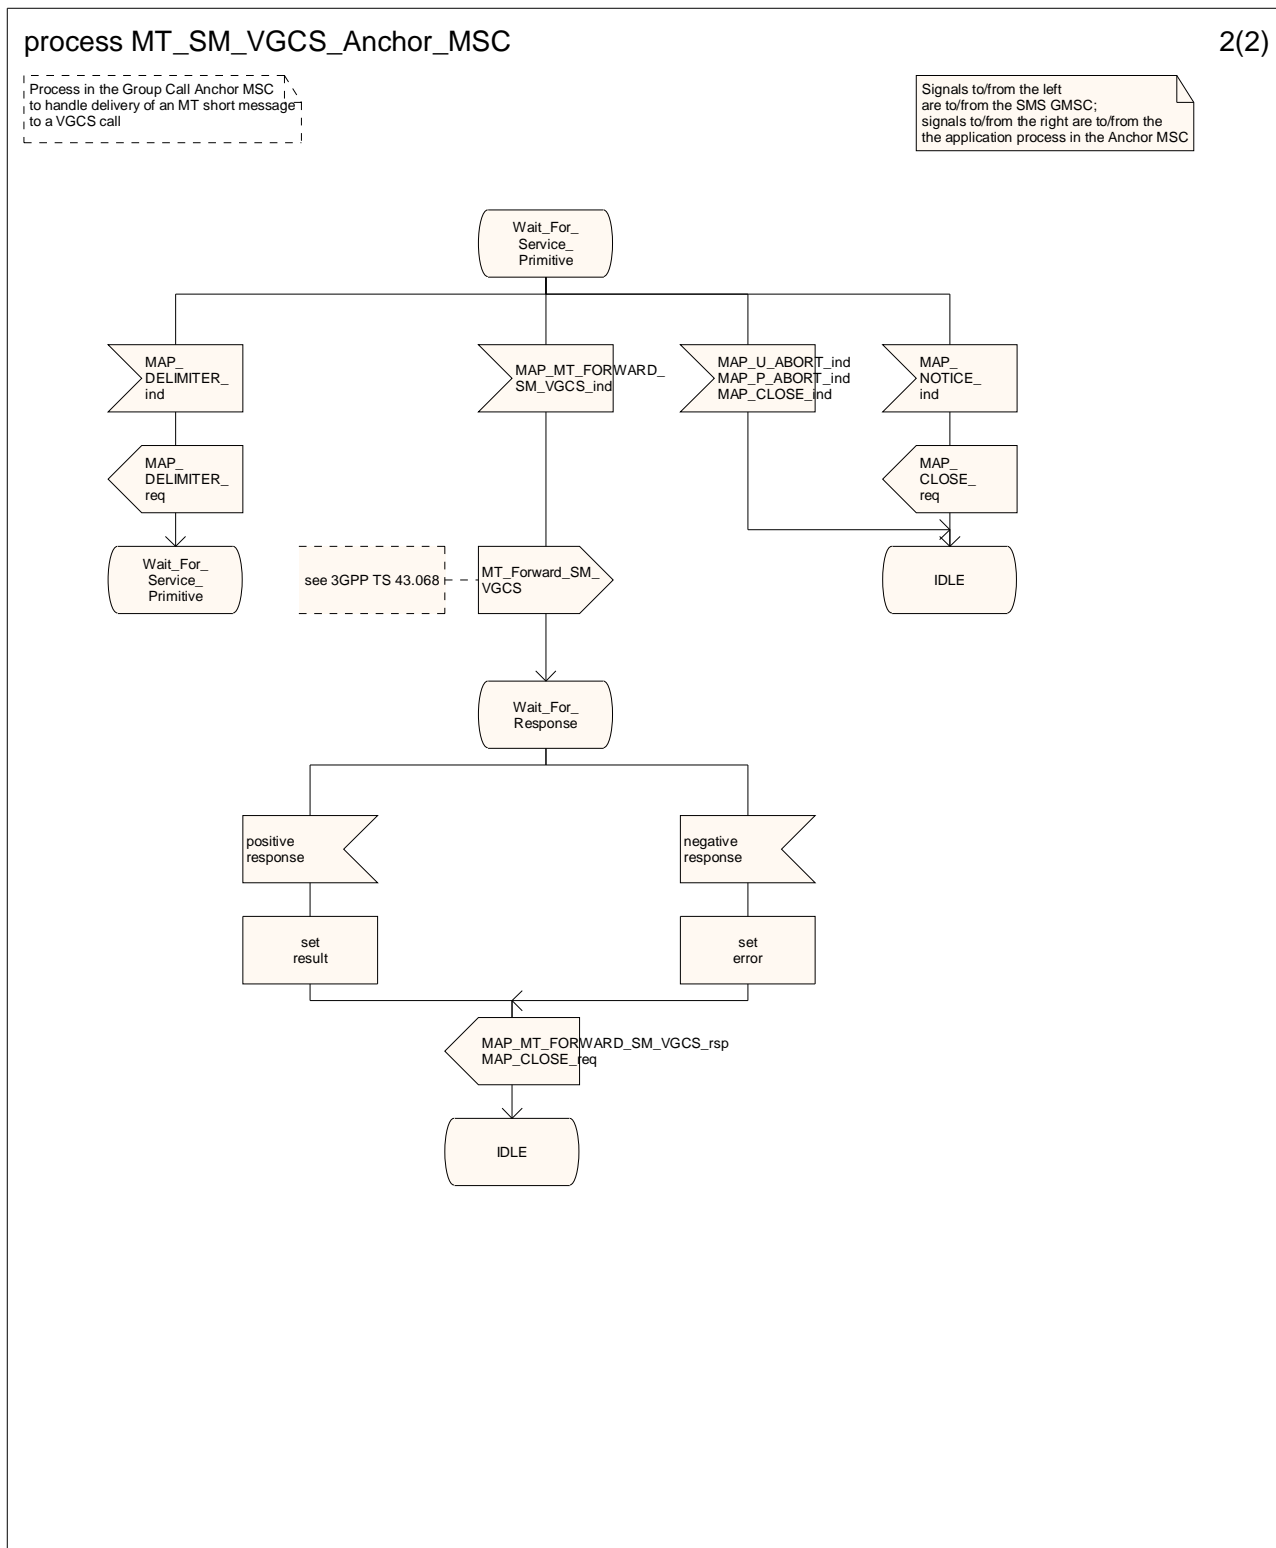 process MT_SM_VGCS_Anchor_MSC
2(2)
Process in the Group Call Anchor MSC
to handle delivery of an MT short message
to a VGCS call
Signals to/from the left
are to/from the SMS GMSC;
signals to/from the right are to/from the
the application process in the Anchor MSC
Wait_For_
Service_
Primitive
MAP_
DELIMITER_
ind
MAP_MT_FORWARD_
SM_VGCS_ind
MAP_U_ABORT_ind
MAP_P_ABORT_ind
MAP_CLOSE_ind
MAP_
NOTICE_
ind
MAP_
DELIMITER_
req
MAP_
CLOSE_
req
Wait_For_
Service_
Primitive
see 3GPP TS 43.068
MT_Forward_SM_
VGCS
IDLE
Wait_For_
Response
positive
response
negative
response
set
result
set
error
MAP_MT_FORWARD_SM_VGCS_rsp
MAP_CLOSE_req
IDLE